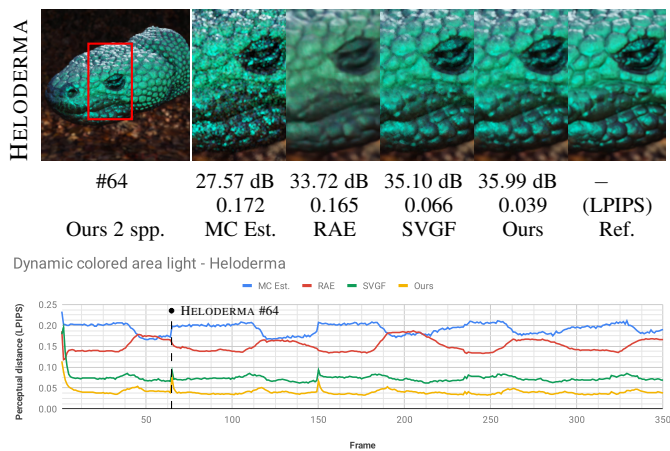 HELODERMA
#64 27.57 dB 33.72 dB 35.10 dB 35.99 dB –
0.172 0.165 0.066 0.039 (LPIPS)
Ours 2 spp. MC Est. RAE SVGF Ours Ref.
Dynamic colored area light - Heloderma
MC Est. RAE SVGF Ours
HELODERMA #64
Perceptual distance (LPIPS)
0.25
0.20
0.15
0.10
0.05
0.00
50 100 150 200 250 300 350
Frame